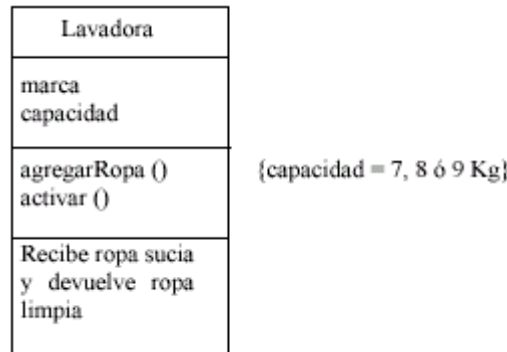 Lavadora
marca
capacidad
agregarRopa ()
activar ()
{capacidad = 7, 8 ó 9 Kg}
Recibe ropa sucia
y devuelve ropa
limpia